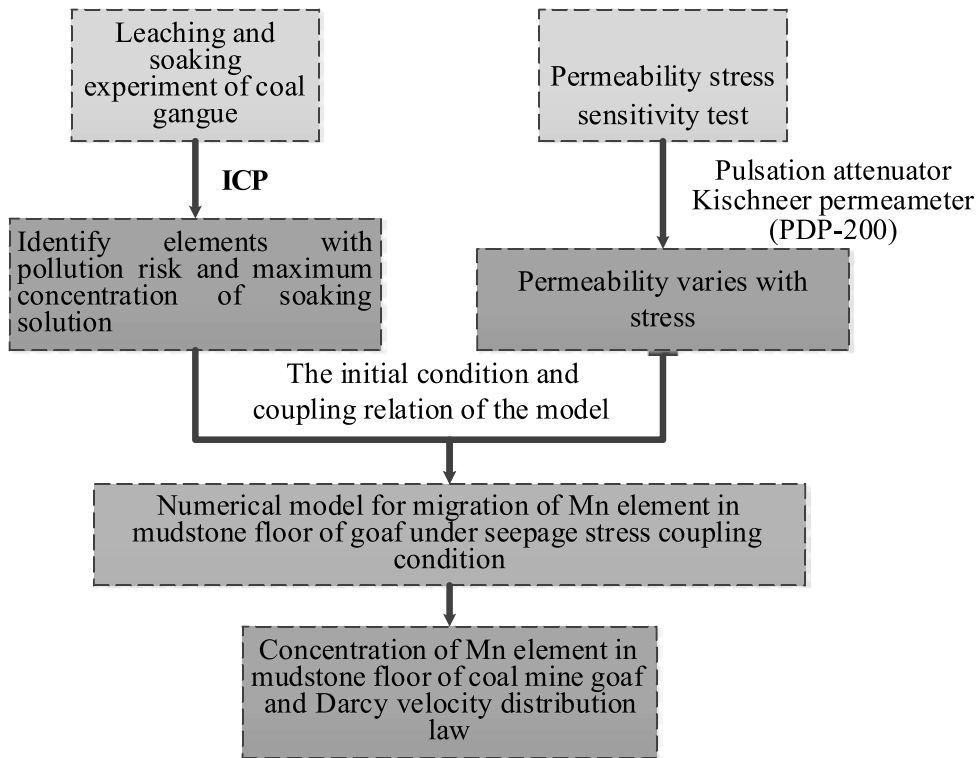 Leaching and
soaking
experiment of coal
gangue
Permeability stress
sensitivity test
ICP
Pulsation attenuator
Kischneer permeameter
(PDP-200)
Identify elements with
pollution risk and maximum
concentration of soaking
solution
Permeability varies with
stress
The initial condition and
coupling relation of the model
Numerical model for migration of Mn element in
mudstone floor of goaf under seepage stress coupling
condition
Concentration of Mn element in
mudstone floor of coal mine goaf
and Darcy velocity distribution
law